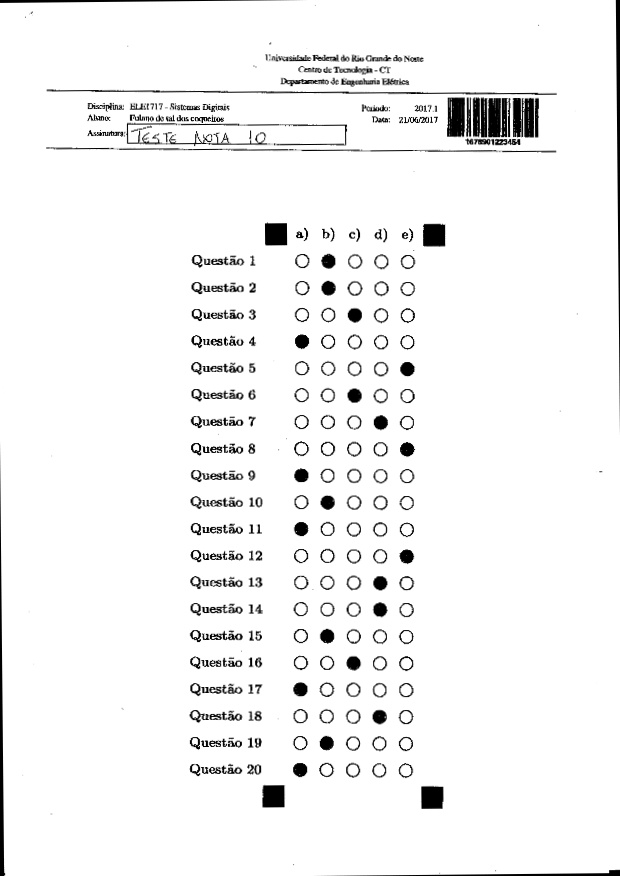 Universidade Federal do Rio Grande do Norte
Centro de Tecnologia - CT
Departamento de Engenharia Elétrica
Disciplina: ELE1717 - Sistemas Digitais
Período: 2017.1
Aluno: Fulano de tal dos coqueiros
Data: 21/06/2017
Assinatura: TESTE NOTA 10
1678901223454
a) b) c) d) e)
Questão 1
Questão 2
Questão 3
Questão 4
Questão 5
Questão 6
Questão 7
Questão 8
Questão 9
Questão 10
Questão 11
Questão 12
Questão 13
Questão 14
Questão 15
Questão 16
Questão 17
Questão 18
Questão 19
Questão 20